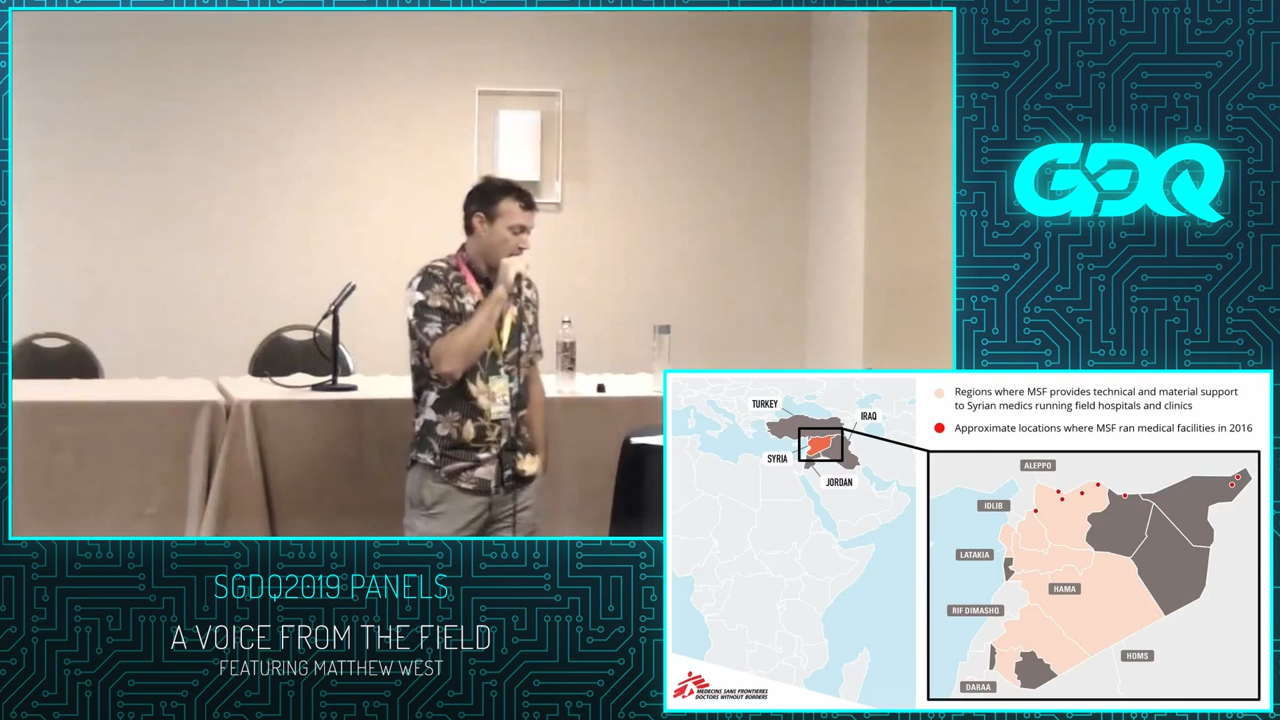 GDQ
TURKEY
IRAQ
SYRIA
JORDAN
Regions where MSF provides technical and material support
to Syrian medics running field hospitals and clinics
Approximate locations where MSF ran medical facilities in 2016
ALEPPO
IDLIB
LATAKIA
HAMA
RIF DIMASHQ
HOMS
DARAA
MEDECINS SANS FRONTIERES
DOCTORS WITHOUT BORDERS
SGDQ2019 PANELS
A VOICE FROM THE FIELD
FEATURING MATTHEW WEST